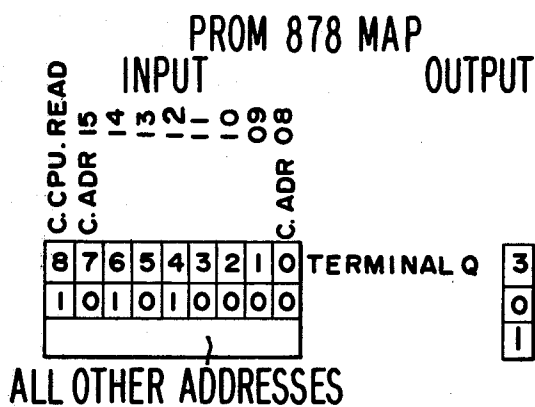 PROM 878 MAP
INPUT OUTPUT
C. CPU. READ
C. ADR 15
14
13
12
11
10
09
C. ADR 08
8 7 6 5 4 3 2 1 0 TERMINAL Q 3
1 0 1 0 1 0 0 0 0 0
1
ALL OTHER ADDRESSES